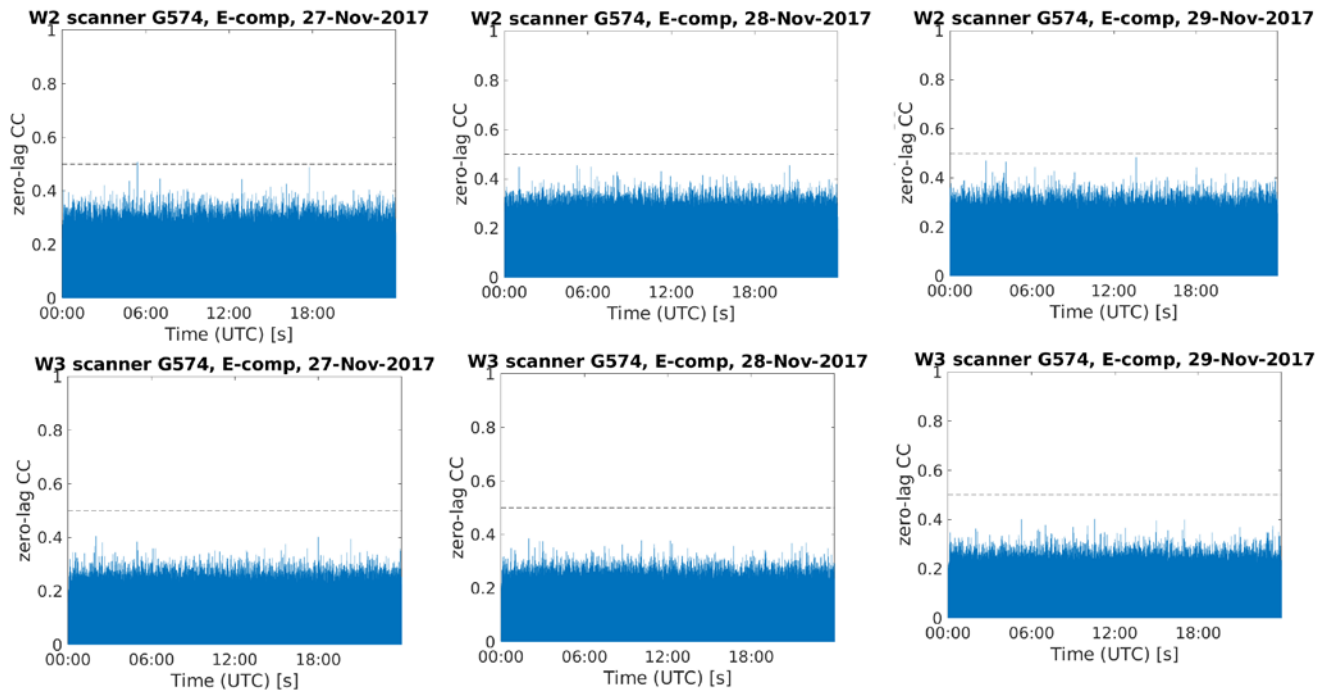 W2 scanner G574, E-comp, 27-Nov-2017
W2 scanner G574, E-comp, 28-Nov-2017
W2 scanner G574, E-comp, 29-Nov-2017
1
0.8
0.6
0.4
0.2
0
zero-lag CC
00:00 06:00 12:00 18:00
Time (UTC) [s]
1
0.8
0.6
0.4
0.2
0
zero-lag CC
00:00 06:00 12:00 18:00
Time (UTC) [s]
1
0.8
0.6
0.4
0.2
0
zero-lag CC
00:00 06:00 12:00 18:00
Time (UTC) [s]
W3 scanner G574, E-comp, 27-Nov-2017
W3 scanner G574, E-comp, 28-Nov-2017
W3 scanner G574, E-comp, 29-Nov-2017
1
0.8
0.6
0.4
0.2
0
zero-lag CC
00:00 06:00 12:00 18:00
Time (UTC) [s]
1
0.8
0.6
0.4
0.2
0
zero-lag CC
00:00 06:00 12:00 18:00
Time (UTC) [s]
1
0.8
0.6
0.4
0.2
0
zero-lag CC
00:00 06:00 12:00 18:00
Time (UTC) [s]